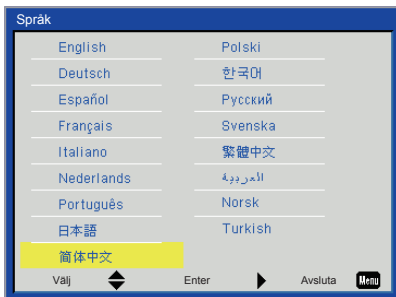 Språk
English
Deutsch
Español
Français
Italiano
Nederlands
Português
日本語
简体中文
Polski
한국어
Русский
Svenska
繁體中文
العربية
Norsk
Turkish
Välj Enter Avsluta Menu